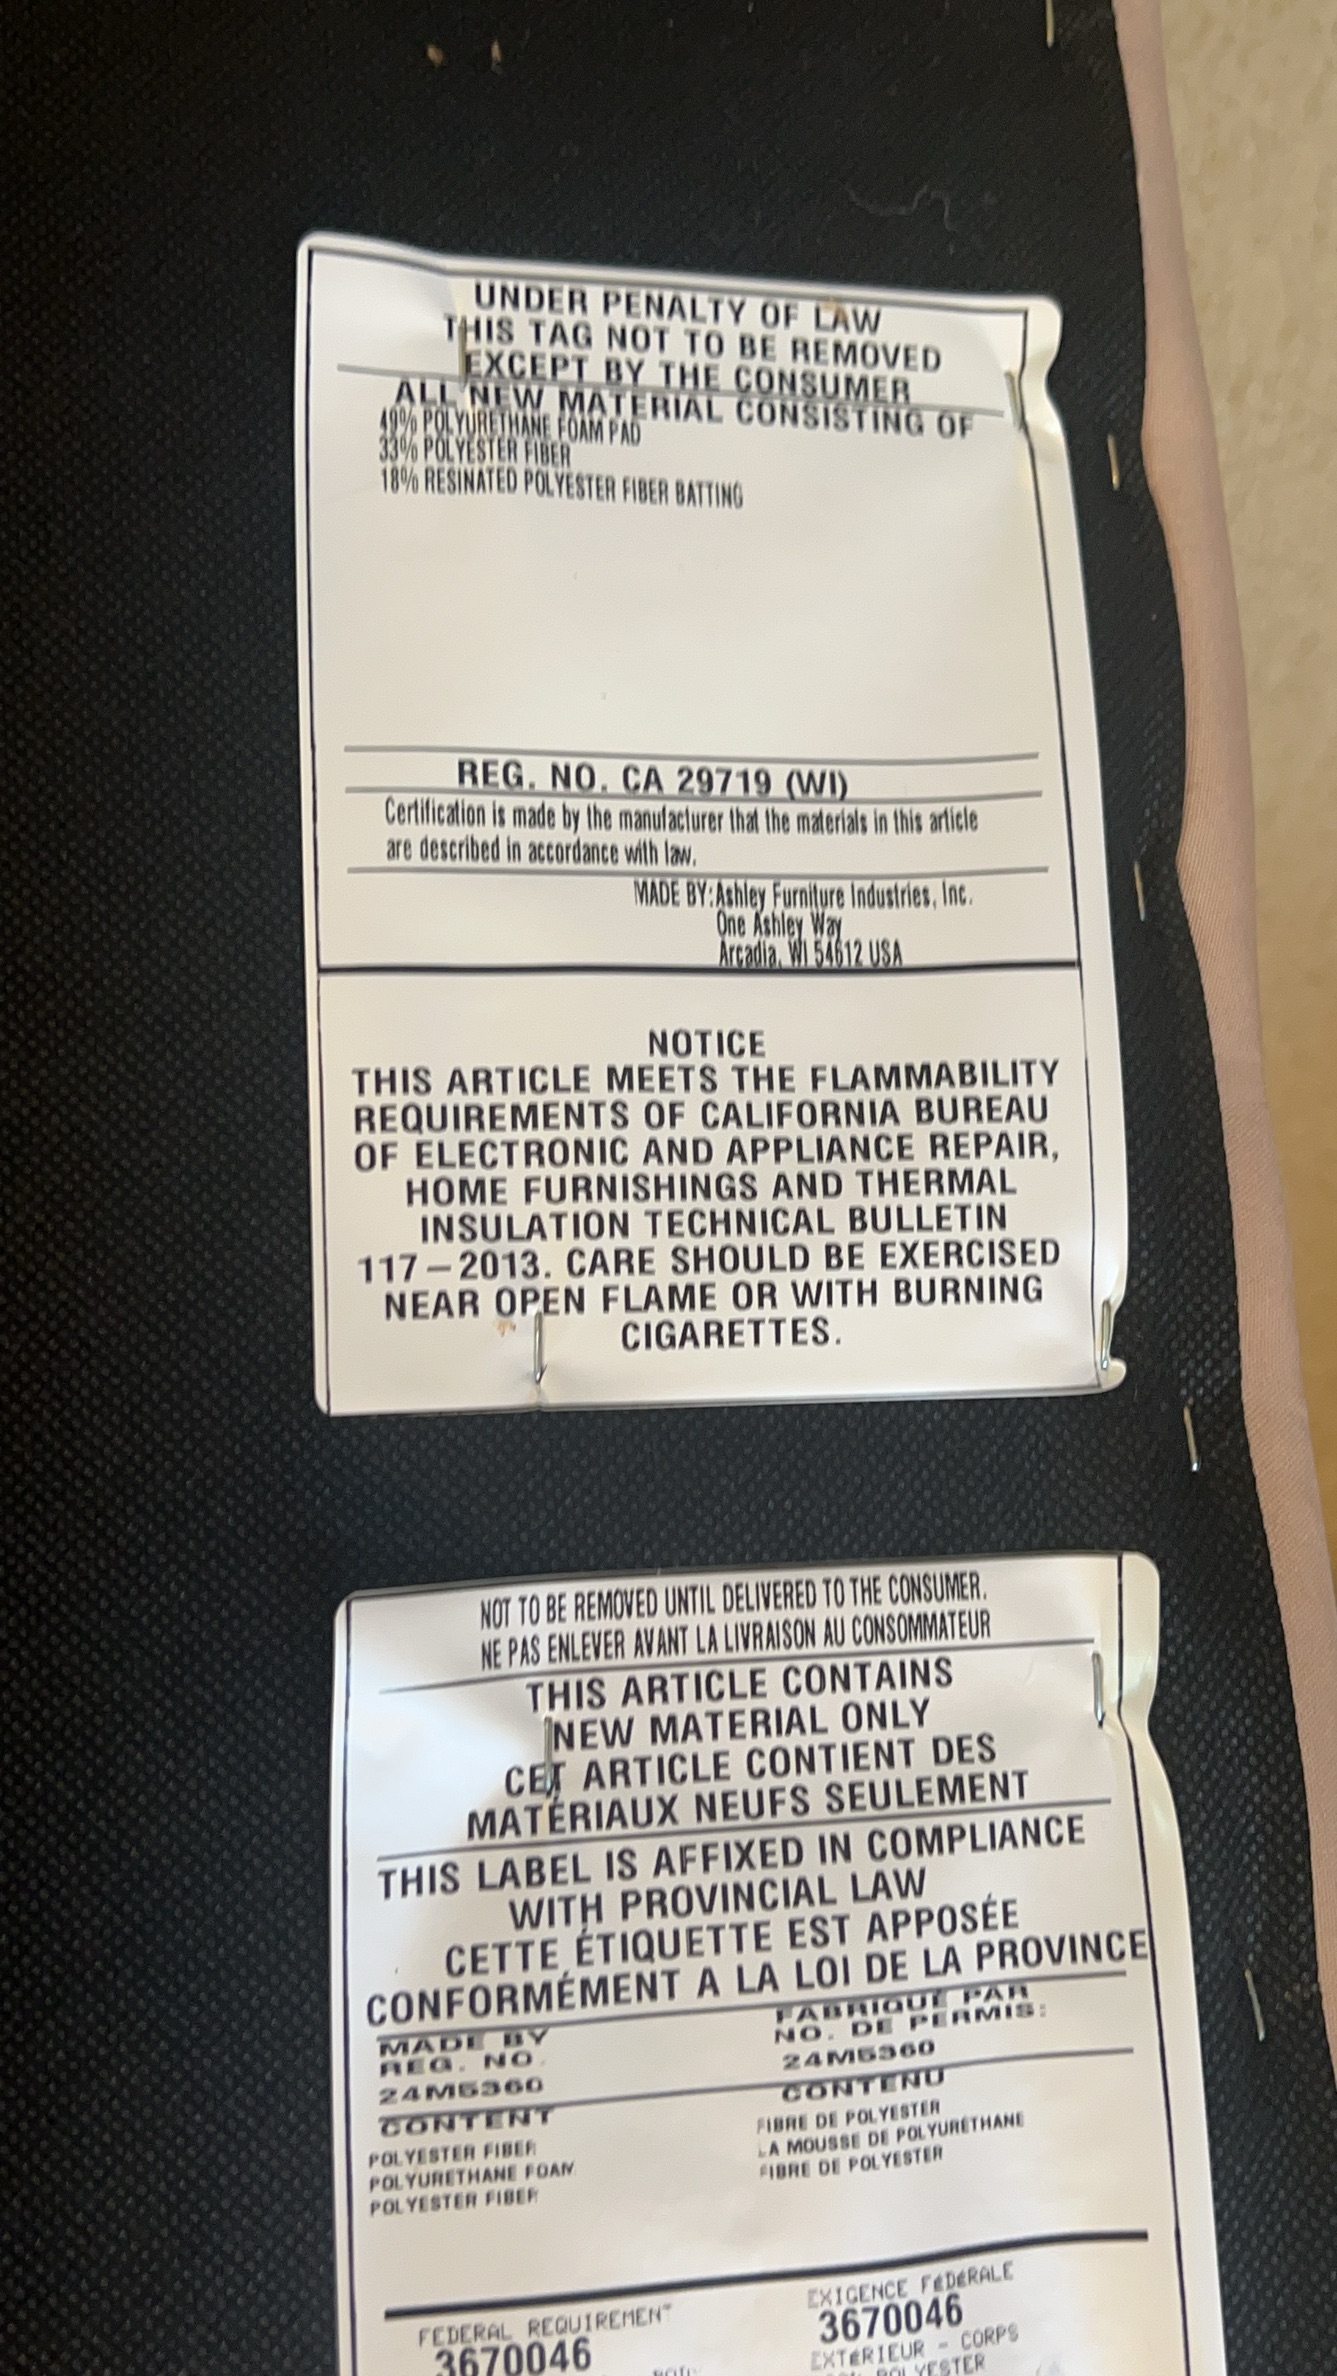 UNDER PENALTY OF LAW
THIS TAG NOT TO BE REMOVED
EXCEPT BY THE CONSUMER
ALL NEW MATERIAL CONSISTING OF
49% POLYURETHANE FOAM PAD
33% POLYESTER FIBER
18% RESINATED POLYESTER FIBER BATTING
REG. NO. CA 29719 (WI)
Certification is made by the manufacturer that the materials in this article
are described in accordance with law.
MADE BY:Ashley Furniture Industries, Inc.
One Ashley Way
Arcadia, WI 54612 USA
NOTICE
THIS ARTICLE MEETS THE FLAMMABILITY
REQUIREMENTS OF CALIFORNIA BUREAU
OF ELECTRONIC AND APPLIANCE REPAIR,
HOME FURNISHINGS AND THERMAL
INSULATION TECHNICAL BULLETIN
117–2013. CARE SHOULD BE EXERCISED
NEAR OPEN FLAME OR WITH BURNING
CIGARETTES.
NOT TO BE REMOVED UNTIL DELIVERED TO THE CONSUMER.
NE PAS ENLEVER AVANT LA LIVRAISON AU CONSOMMATEUR
THIS ARTICLE CONTAINS
NEW MATERIAL ONLY
CET ARTICLE CONTIENT DES
MATÉRIAUX NEUFS SEULEMENT
THIS LABEL IS AFFIXED IN COMPLIANCE
WITH PROVINCIAL LAW
CETTE ÉTIQUETTE EST APPOSÉE
CONFORMÉMENT A LA LOI DE LA PROVINCE
MADE BY
REG. NO.
24M5360
FABRIQUÉ PAR
NO. DE PERMIS:
24M5360
CONTENT
POLYESTER FIBER
POLYURETHANE FOAM
POLYESTER FIBER
CONTENU
FIBRE DE POLYESTER
LA MOUSSE DE POLYURÉTHANE
FIBRE DE POLYESTER
FEDERAL REQUIREMENT
3670046
EXIGENCE FÉDÉRALE
3670046
EXTÉRIEUR - CORPS
POLYESTER